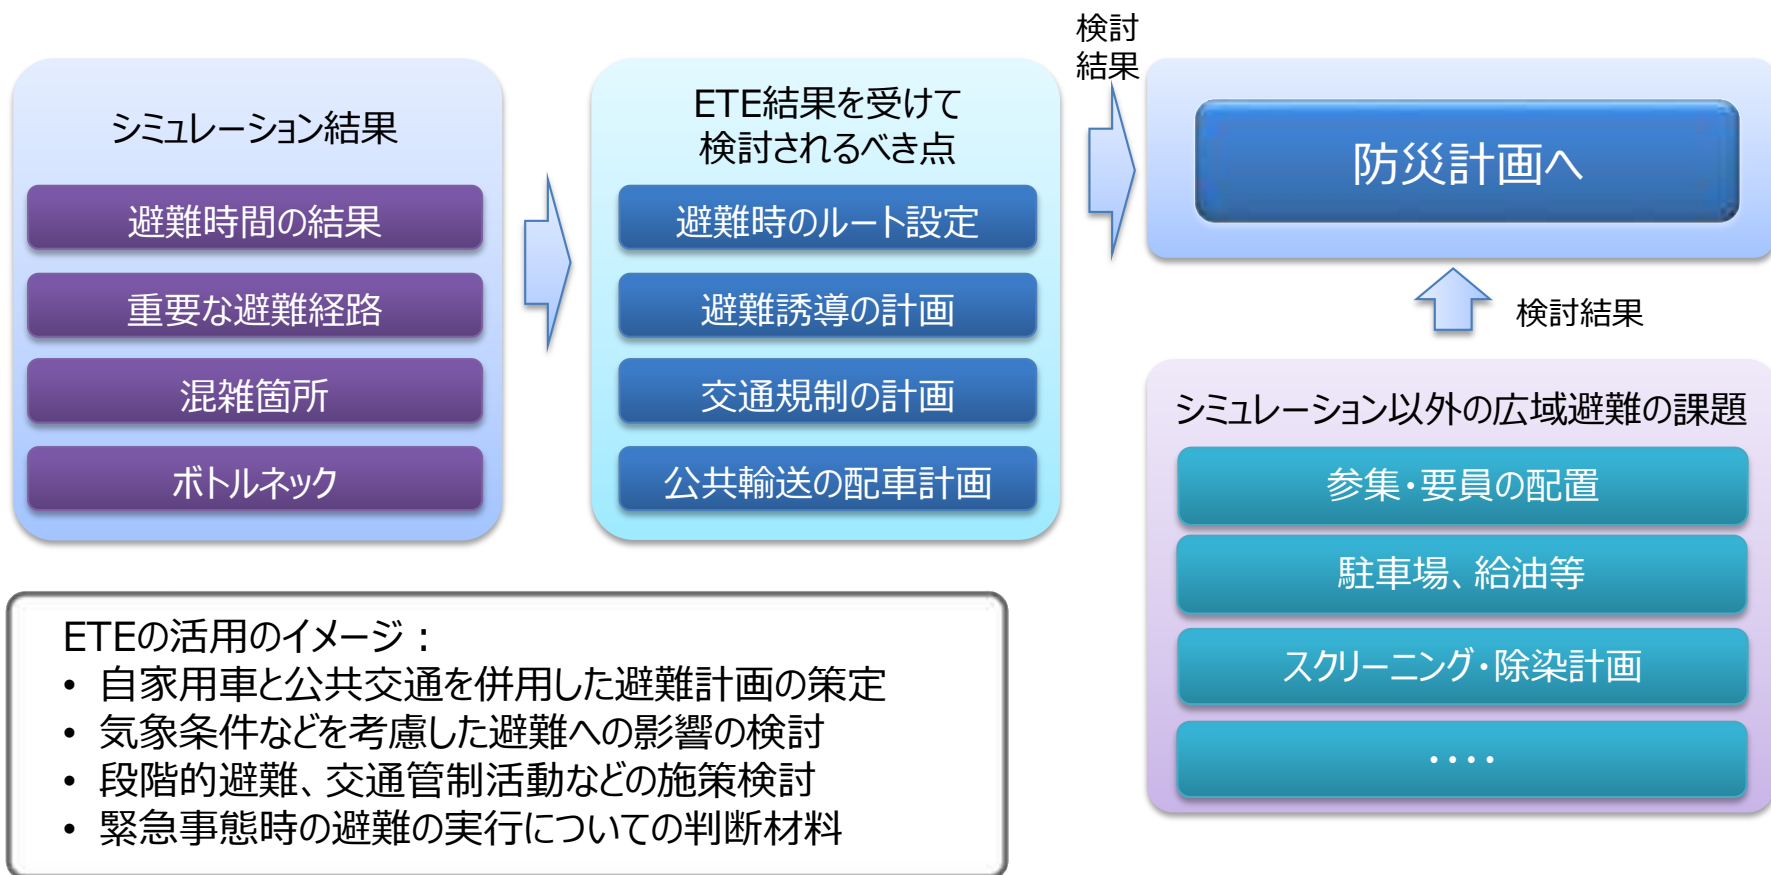 シミュレーション結果
避難時間の結果
重要な避難経路
混雑箇所
ボトルネック
ETE結果を受けて
検討されるべき点
避難時のルート設定
避難誘導の計画
交通規制の計画
公共輸送の配車計画
検討
結果
防災計画へ
検討結果
シミュレーション以外の広域避難の課題
参集・要員の配置
駐車場、給油等
スクリーニング・除染計画
・・・・
ETEの活用のイメージ：
• 自家用車と公共交通を併用した避難計画の策定
• 気象条件などを考慮した避難への影響の検討
• 段階的避難、交通管制活動などの施策検討
• 緊急事態時の避難の実行についての判断材料